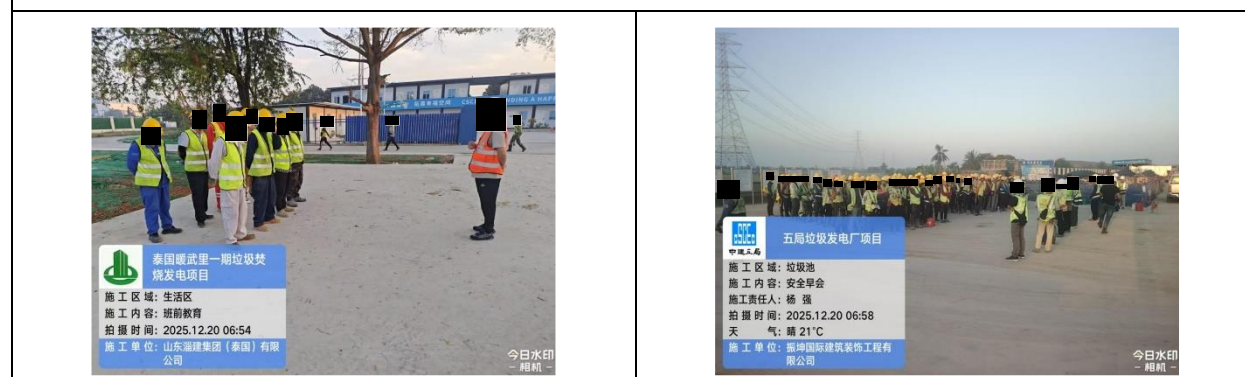 泰国暖武里一期垃圾焚
烧发电项目
施工区域：生活区
施工内容：班前教育
拍摄时间：2025.12.20 06:54
施工单位：山东淄建集团（泰国）有限
公司
今日水印
- 相机 -
中建五局
五局垃圾发电厂项目
施工区域：垃圾池
施工内容：安全早会
施工责任人：杨 强
拍摄时间：2025.12.20 06:58
天 气：晴 21℃
施工单位：振坤国际建筑装饰工程有
限公司
今日水印
- 相机 -